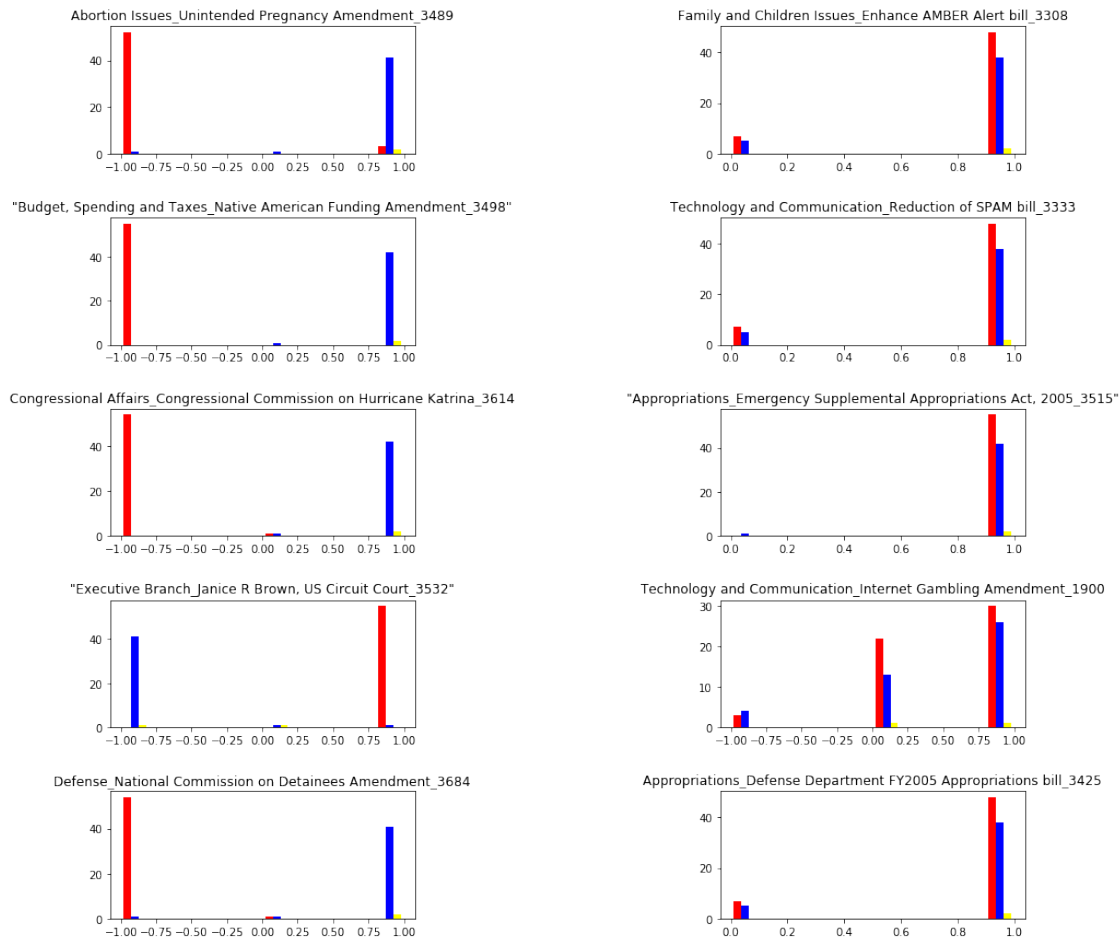 Abortion Issues_Unintended Pregnancy Amendment_3489
40
20
0
−1.00 −0.75 −0.50 −0.25 0.00 0.25 0.50 0.75 1.00
Family and Children Issues_Enhance AMBER Alert bill_3308
40
20
0
0.0 0.2 0.4 0.6 0.8 1.0
"Budget, Spending and Taxes_Native American Funding Amendment_3498"
40
20
0
−1.00 −0.75 −0.50 −0.25 0.00 0.25 0.50 0.75 1.00
Technology and Communication_Reduction of SPAM bill_3333
40
20
0
0.0 0.2 0.4 0.6 0.8 1.0
Congressional Affairs_Congressional Commission on Hurricane Katrina_3614
40
20
0
−1.00 −0.75 −0.50 −0.25 0.00 0.25 0.50 0.75 1.00
"Appropriations_Emergency Supplemental Appropriations Act, 2005_3515"
40
20
0
0.0 0.2 0.4 0.6 0.8 1.0
"Executive Branch_Janice R Brown, US Circuit Court_3532"
40
20
0
−1.00 −0.75 −0.50 −0.25 0.00 0.25 0.50 0.75 1.00
Technology and Communication_Internet Gambling Amendment_1900
30
20
10
0
−1.00 −0.75 −0.50 −0.25 0.00 0.25 0.50 0.75 1.00
Defense_National Commission on Detainees Amendment_3684
40
20
0
−1.00 −0.75 −0.50 −0.25 0.00 0.25 0.50 0.75 1.00
Appropriations_Defense Department FY2005 Appropriations bill_3425
40
20
0
0.0 0.2 0.4 0.6 0.8 1.0